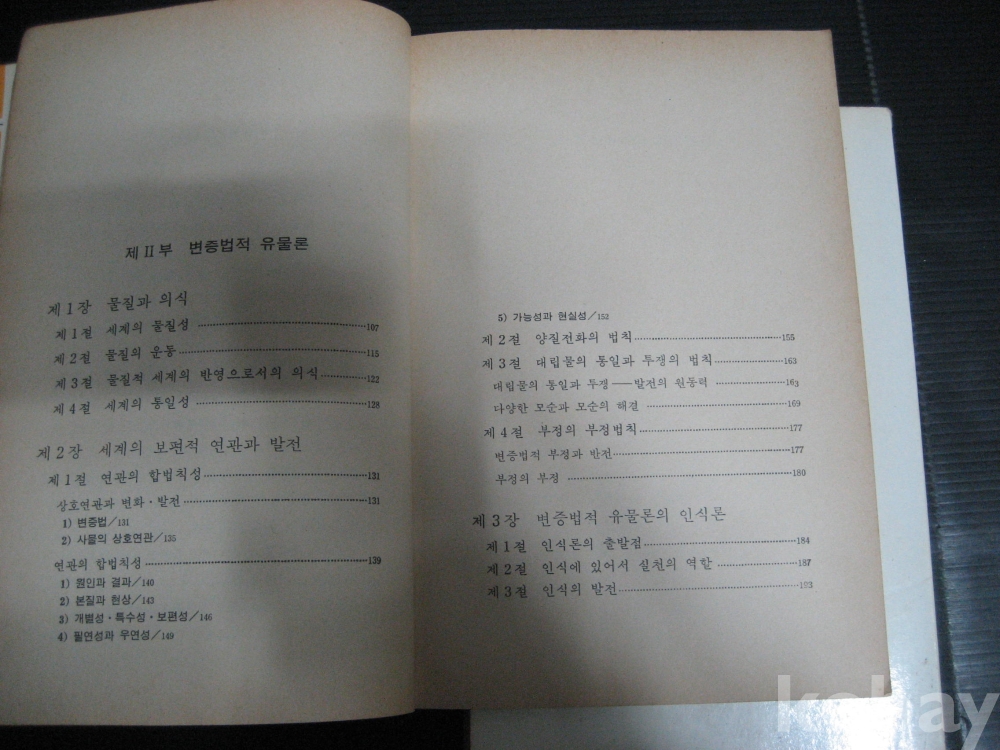 제 II 부 변증법적 유물론
제 1 장 물질과 의식
제 1 절 세계의 물질성 ……107
제 2 절 물질의 운동 ……115
제 3 절 물질적 세계의 반영으로서의 의식 ……122
제 4 절 세계의 통일성 ……128
제 2 장 세계의 보편적 연관과 발전
제 1 절 연관의 합법칙성 ……131
상호연관과 변화·발전 ……131
1) 변증법/131
2) 사물의 상호연관/135
연관의 합법칙성 ……139
1) 원인과 결과/140
2) 본질과 현상/143
3) 개별성·특수성·보편성/146
4) 필연성과 우연성/149
5) 가능성과 현실성/152
제 2 절 양질전화의 법칙 ……155
제 3 절 대립물의 통일과 투쟁의 법칙 ……163
대립물의 통일과 투쟁──발전의 원동력 ……163
다양한 모순과 모순의 해결 ……169
제 4 절 부정의 부정법칙 ……177
변증법적 부정과 반전 ……177
부정의 부정 ……180
제 3 장 변증법적 유물론의 인식론
제 1 절 인식론의 출발점 ……184
제 2 절 인식에 있어서 실천의 역할 ……187
제 3 절 인식의 발전 ……193